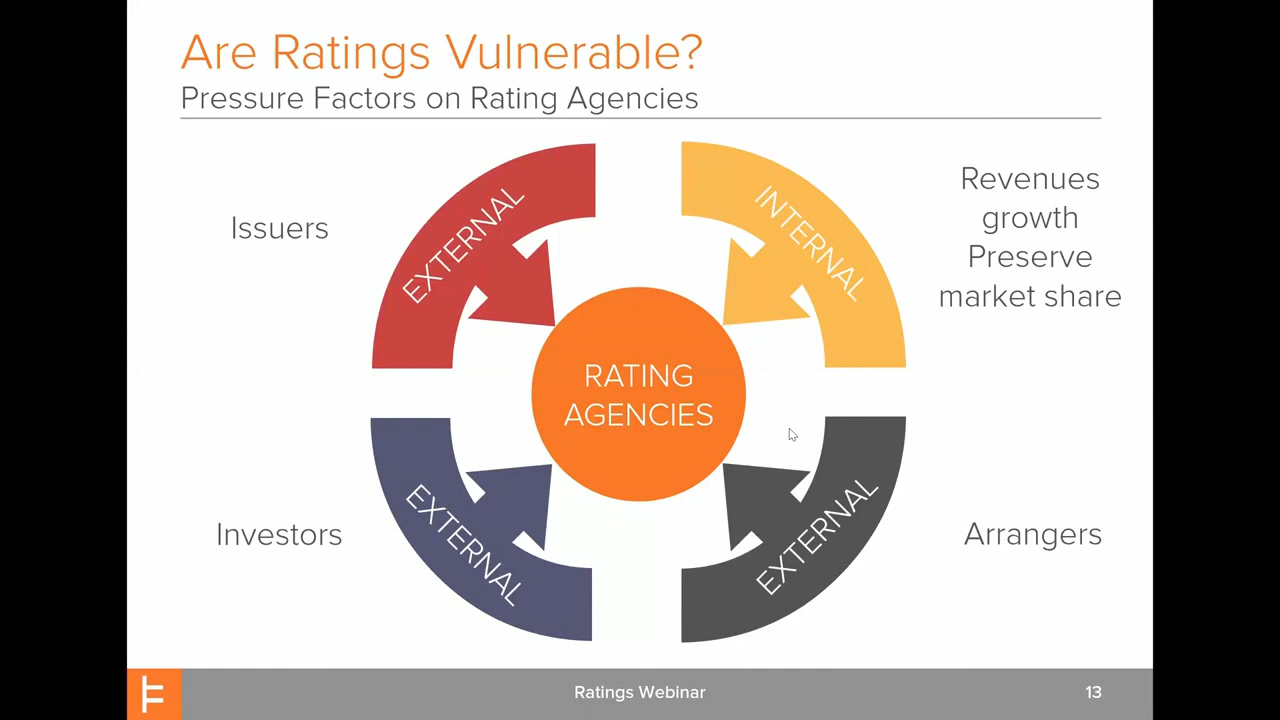 Are Ratings Vulnerable?
Pressure Factors on Rating Agencies
Issuers
EXTERNAL
INTERNAL
Revenues
growth
Preserve
market share
RATING
AGENCIES
Investors
EXTERNAL
EXTERNAL
Arrangers
Ratings Webinar
13